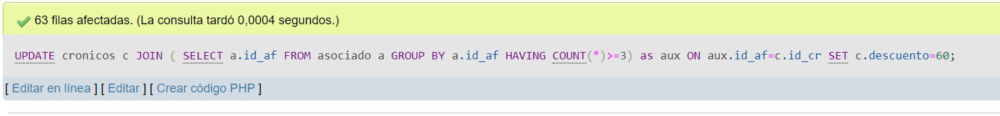 63 filas afectadas. (La consulta tardó 0,0004 segundos.)
UPDATE cronicos c JOIN ( SELECT a.id_af FROM asociado a GROUP BY a.id_af HAVING COUNT(*)>=3) as aux ON aux.id_af=c.id_cr SET c.descuento=60;
[ Editar en línea ] [ Editar ] [ Crear código PHP ]